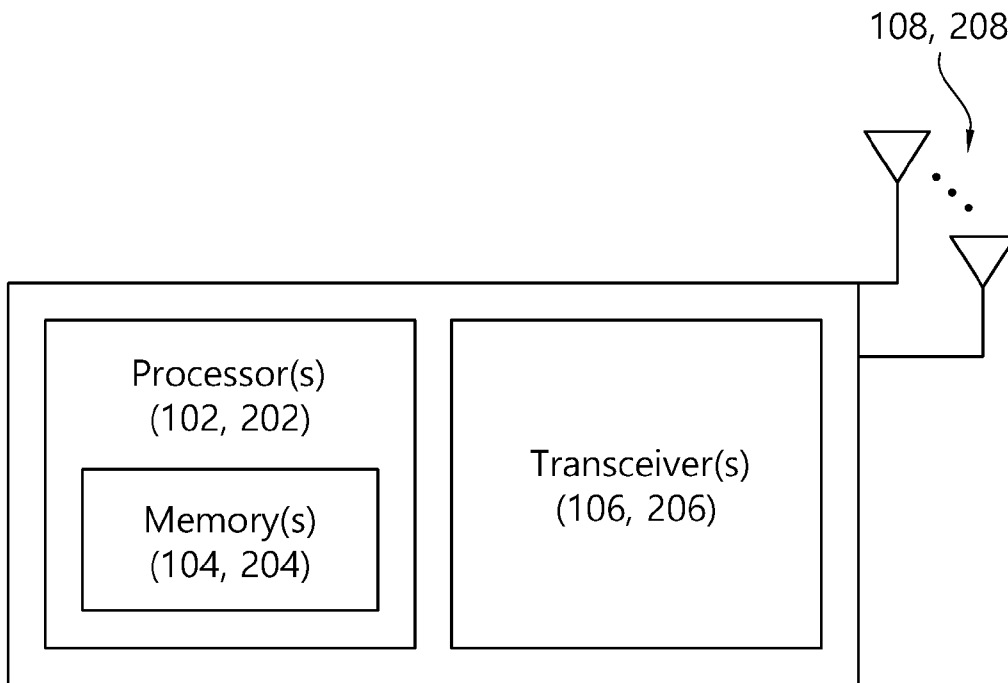 108, 208
Processor(s)
(102, 202)
Memory(s)
(104, 204)
Transceiver(s)
(106, 206)